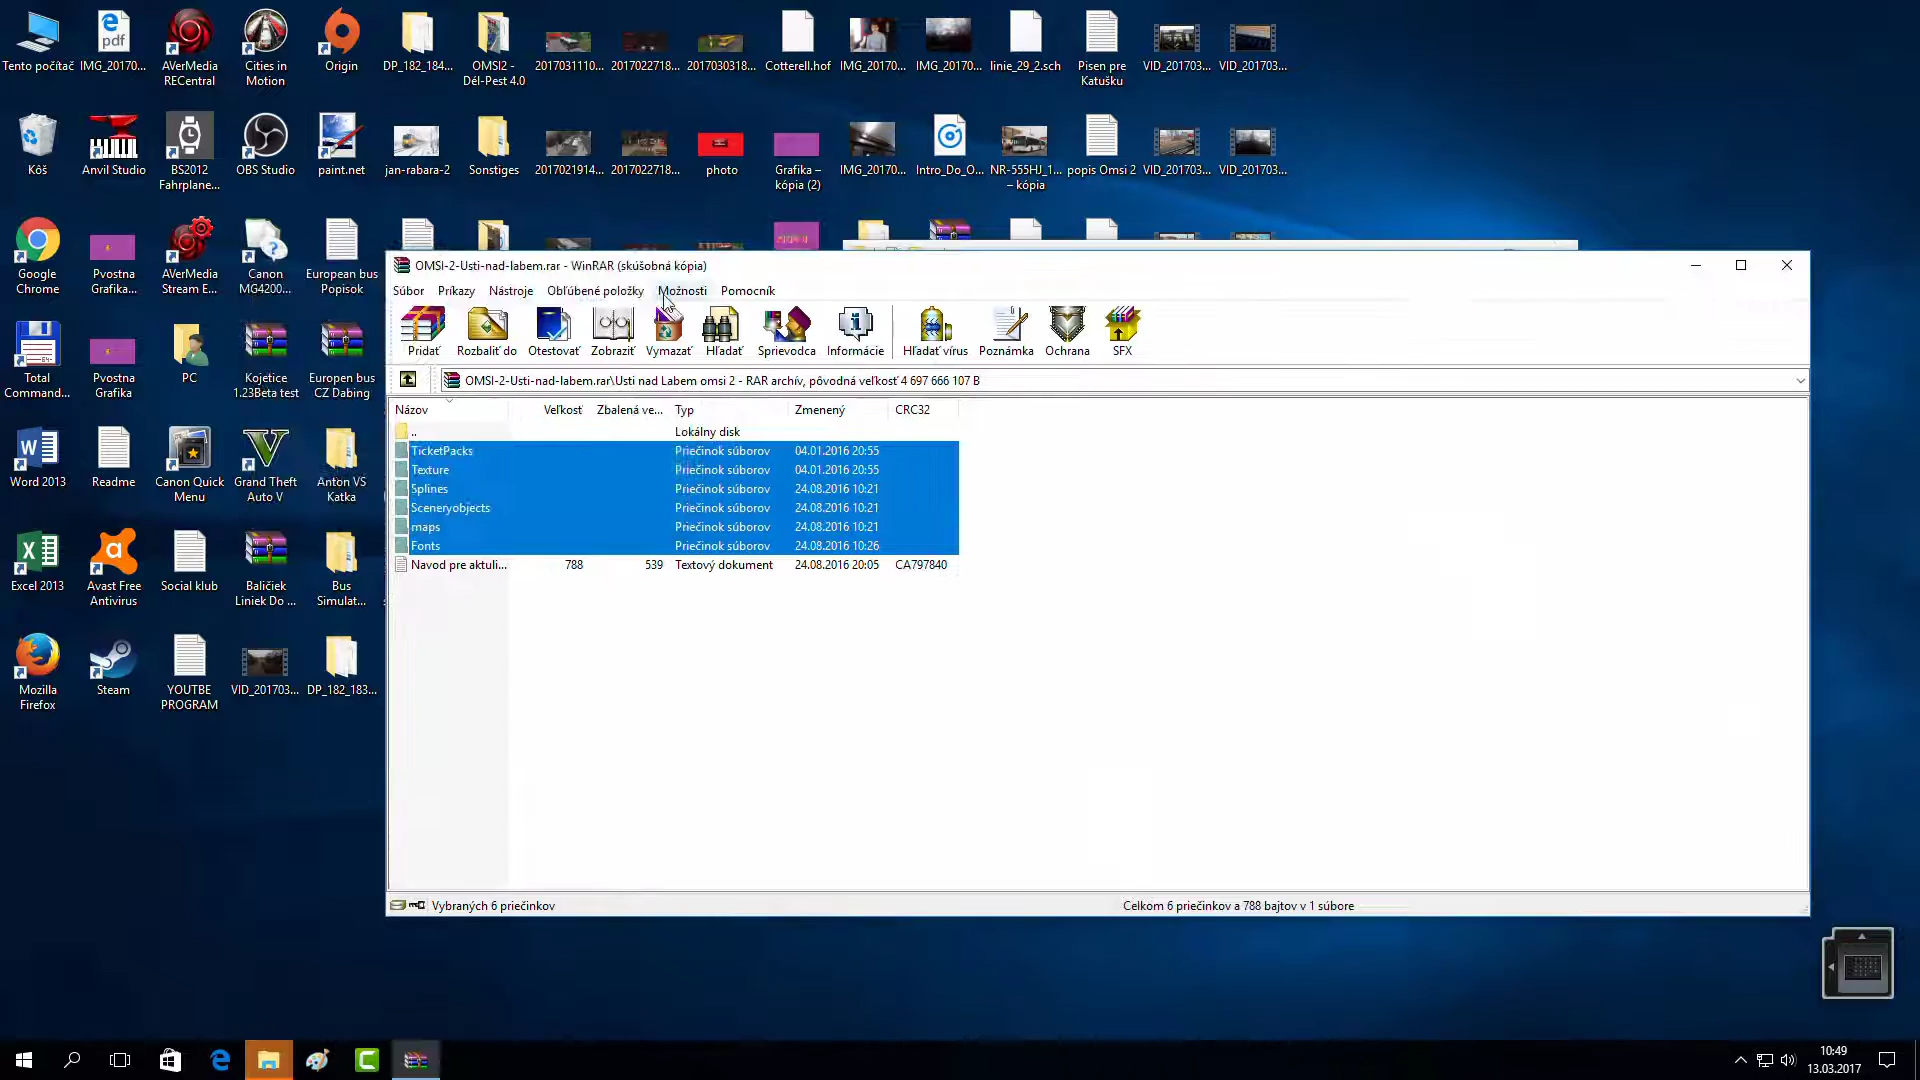 Tento počítač
IMG_20170...
AVerMedia
RECentral
Cities in
Motion
Origin
DP_182_184...
OMSI2 -
Dél-Pest 4.0
2017031110...
2017022718...
2017030318...
Cotterell.hof
IMG_20170...
IMG_20170...
linie_29_2.sch
Pisen pre
Katušku
VID_201703...
VID_201703...
Kôš
Anvil Studio
BS2012
Fahrplane...
OBS Studio
paint.net
jan-rabara-2
Sonstiges
2017021914...
2017022718...
photo
Grafika –
kópia (2)
IMG_20170...
Intro_Do_O...
NR-555HJ_1...
– kópia
popis Omsi 2
VID_201703...
VID_201703...
Google
Chrome
Pvostna
Grafika...
AVerMedia
Stream E...
Canon
MG4200...
European bus
Popisok
Total
Command...
Pvostna
Grafika
PC
Kojetice
1.23Beta test
Europen bus
CZ Dabing
Word 2013
Readme
Canon Quick
Menu
Grand Theft
Auto V
Anton VS
Katka
Excel 2013
Avast Free
Antivirus
Social klub
Balíčiek
Liniek Do ...
Bus
Simulat...
Mozilla
Firefox
Steam
YOUTBE
PROGRAM
VID_201703...
DP_182_183...
OMSI-2-Usti-nad-labem.rar - WinRAR (skúšobná kópia)
Súbor Príkazy Nástroje Obľúbené položky Možnosti Pomocník
Pridať Rozbaliť do Otestovať Zobraziť Vymazať Hľadať Sprievodca Informácie Hľadať vírus Poznámka Ochrana SFX
OMSI-2-Usti-nad-labem.rar\Usti nad Labem omsi 2 - RAR archív, pôvodná veľkosť 4 697 666 107 B
Názov Veľkosť Zbalená ve... Typ Zmenený CRC32
.. Lokálny disk
TicketPacks Priečinok súborov 04.01.2016 20:55
Texture Priečinok súborov 04.01.2016 20:55
Splines Priečinok súborov 24.08.2016 10:21
Sceneryobjects Priečinok súborov 24.08.2016 10:21
maps Priečinok súborov 24.08.2016 10:21
Fonts Priečinok súborov 24.08.2016 10:26
Navod pre aktuli... 788 539 Textový dokument 24.08.2016 20:05 CA797840
Vybraných 6 priečinkov Celkom 6 priečinkov a 788 bajtov v 1 súbore
10:49
13.03.2017